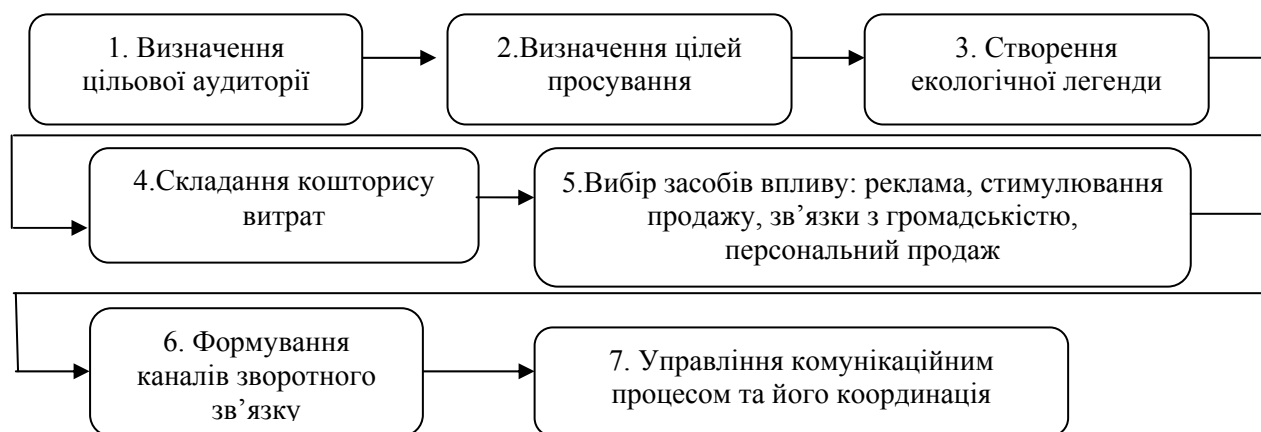 1. Визначення
цільової аудиторії
2.Визначення цілей
просування
3. Створення
екологічної легенди
4.Складання кошторису
витрат
5.Вибір засобів впливу: реклама, стимулювання
продажу, зв’язки з громадськістю,
персональний продаж
6. Формування
каналів зворотного
зв’язку
7. Управління комунікаційним
процесом та його координація